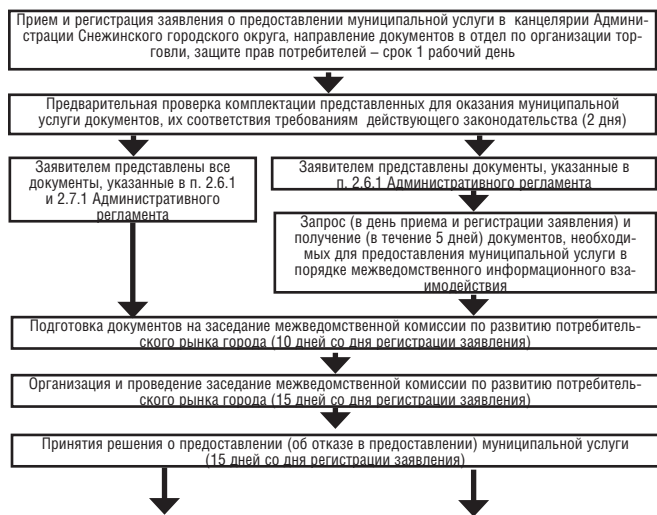 Прием и регистрация заявления о предоставлении муниципальной услуги в канцелярии Админи-
страции Снежинского городского округа, направление документов в отдел по организации тор-
говли, защите прав потребителей – срок 1 рабочий день
Предварительная проверка комплектации представленных для оказания муниципальной
услуги документов, их соответствия требованиям действующего законодательства (2 дня)
Заявителем представлены все
документы, указанные в п. 2.6.1
и 2.7.1 Административного
регламента
Заявителем представлены документы, указанные в
п. 2.6.1 Административного регламента
Запрос (в день приема и регистрации заявления) и
получение (в течение 5 дней) документов, необходи-
мых для предоставления муниципальной услуги в
порядке межведомственного информационного вза-
имодействия
Подготовка документов на заседание межведомственной комиссии по развитию потребитель-
ского рынка города (10 дней со дня регистрации заявления)
Организация и проведение заседание межведомственной комиссии по развитию потребитель-
ского рынка города (15 дней со дня регистрации заявления)
Принятия решения о предоставлении (об отказе в предоставлении) муниципальной услуги
(15 дней со дня регистрации заявления)